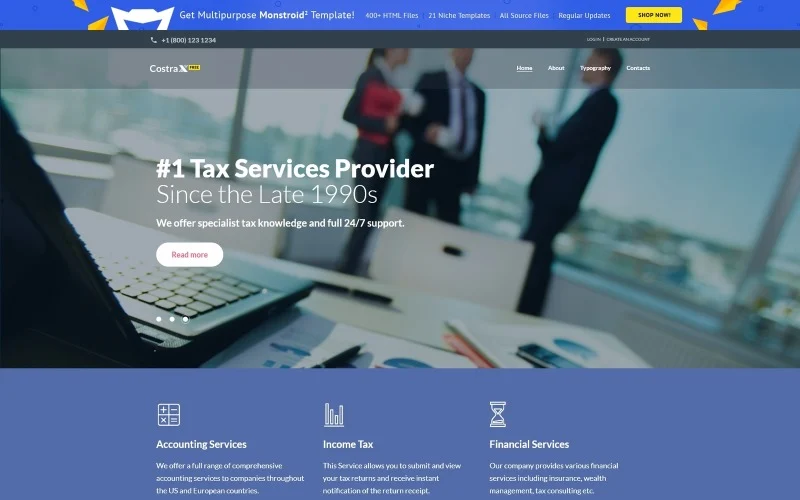 Get Multipurpose Monstroid² Template!
400+ HTML Files | 21 Niche Templates | All Source Files | Regular Updates
SHOP NOW!
+1 (800) 123 1234
LOG IN | CREATE AN ACCOUNT
CostraX FREE
Home About Typography Contacts
#1 Tax Services Provider
Since the Late 1990s
We offer specialist tax knowledge and full 24/7 support.
Read more
Accounting Services
We offer a full range of comprehensive
accounting services to companies throughout
the US and European countries.
Income Tax
This Service allows you to submit and view
your tax returns and receive instant
notification of the return receipt.
Financial Services
Our company provides various financial
services including insurance, wealth
management, tax consulting etc.